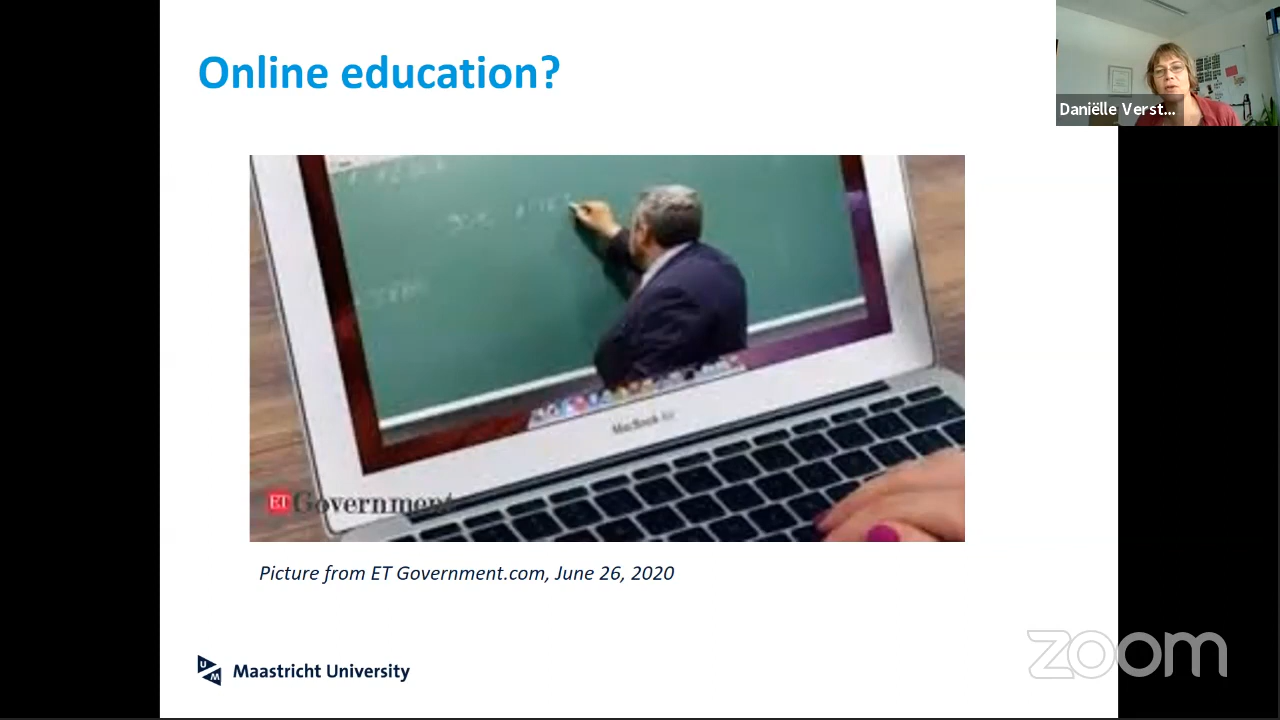 Online education?
Daniëlle Verst...
MacBook Air
ET Government
Picture from ET Government.com, June 26, 2020
UM Maastricht University
zoom